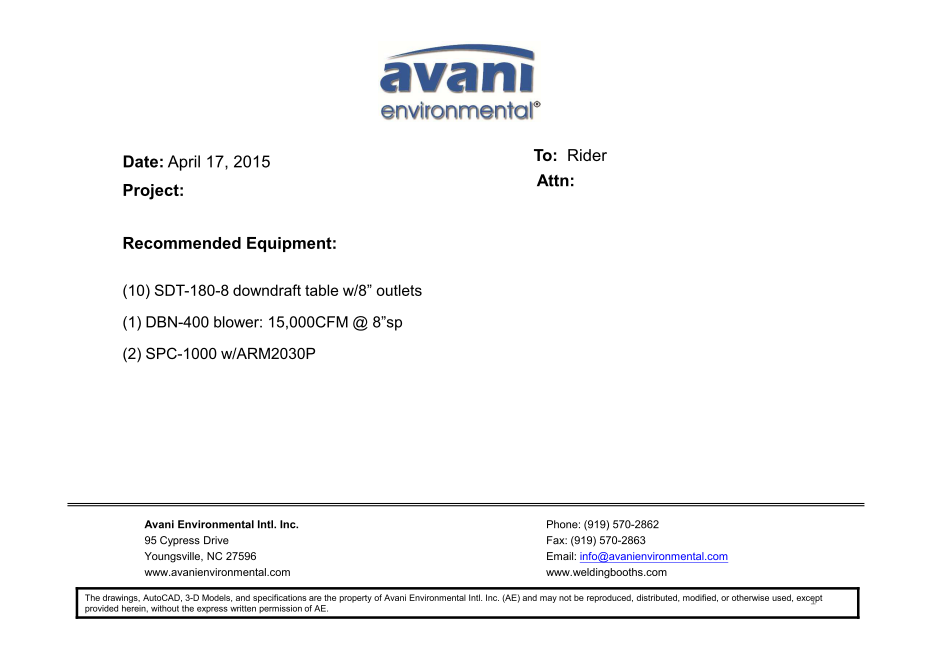 avani
environmental®
Date: April 17, 2015
To: Rider
Project:
Attn:
Recommended Equipment:
(10) SDT-180-8 downdraft table w/8” outlets
(1) DBN-400 blower: 15,000CFM @ 8”sp
(2) SPC-1000 w/ARM2030P
Avani Environmental Intl. Inc.
95 Cypress Drive
Youngsville, NC 27596
www.avanienvironmental.com
Phone: (919) 570-2862
Fax: (919) 570-2863
Email: info@avanienvironmental.com
www.weldingbooths.com
The drawings, AutoCAD, 3-D Models, and specifications are the property of Avani Environmental Intl. Inc. (AE) and may not be reproduced, distributed, modified, or otherwise used, except
provided herein, without the express written permission of AE.